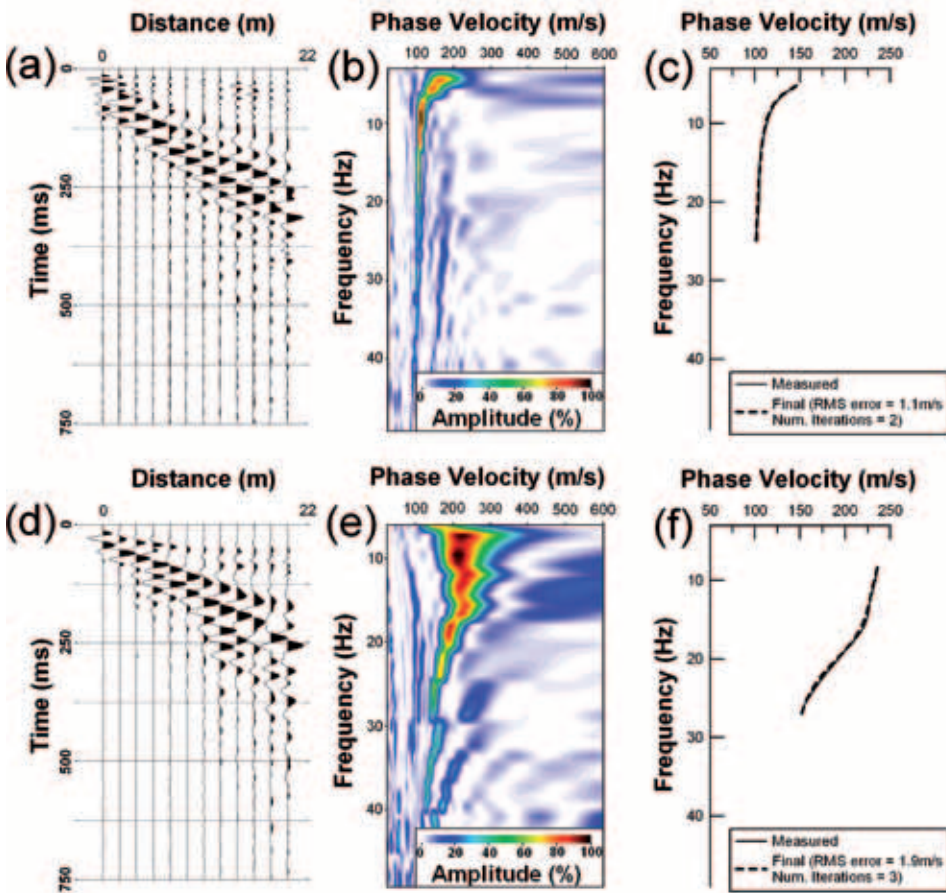 Distance (m)
Phase Velocity (m/s)
Phase Velocity (m/s)
(a)
0
22
(b)
100 200 300 400 500 600
(c)
50 100 150 200 250
0
250
500
750
Time (ms)
10
20
30
40
Frequency (Hz)
0 20 40 60 80 100
Amplitude (%)
10
20
30
40
Frequency (Hz)
Measured
Final (RMS error = 1.1m/s
Num. Iterations = 2)
Distance (m)
Phase Velocity (m/s)
Phase Velocity (m/s)
(d)
0
22
(e)
100 200 300 400 500 600
(f)
50 100 150 200 250
0
250
500
750
Time (ms)
10
20
30
40
Frequency (Hz)
0 20 40 60 80 100
Amplitude (%)
10
20
30
40
Frequency (Hz)
Measured
Final (RMS error = 1.9m/s
Num. Iterations = 3)